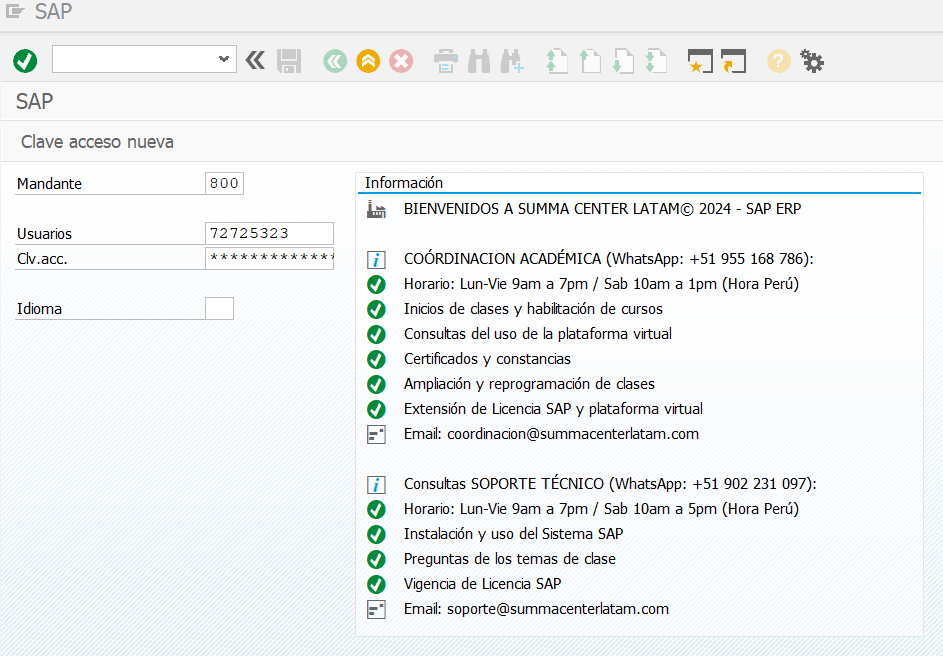 SAP
SAP
Clave acceso nueva
Mandante 800
Usuarios 72725323
Clv.acc. *************
Idioma
Información
BIENVENIDOS A SUMMA CENTER LATAM© 2024 - SAP ERP
COÓRDINACION ACADÉMICA (WhatsApp: +51 955 168 786):
Horario: Lun-Vie 9am a 7pm / Sab 10am a 1pm (Hora Perú)
Inicios de clases y habilitación de cursos
Consultas del uso de la plataforma virtual
Certificados y constancias
Ampliación y reprogramación de clases
Extensión de Licencia SAP y plataforma virtual
Email: coordinacion@summacenterlatam.com
Consultas SOPORTE TÉCNICO (WhatsApp: +51 902 231 097):
Horario: Lun-Vie 9am a 7pm / Sab 10am a 5pm (Hora Perú)
Instalación y uso del Sistema SAP
Preguntas de los temas de clase
Vigencia de Licencia SAP
Email: soporte@summacenterlatam.com